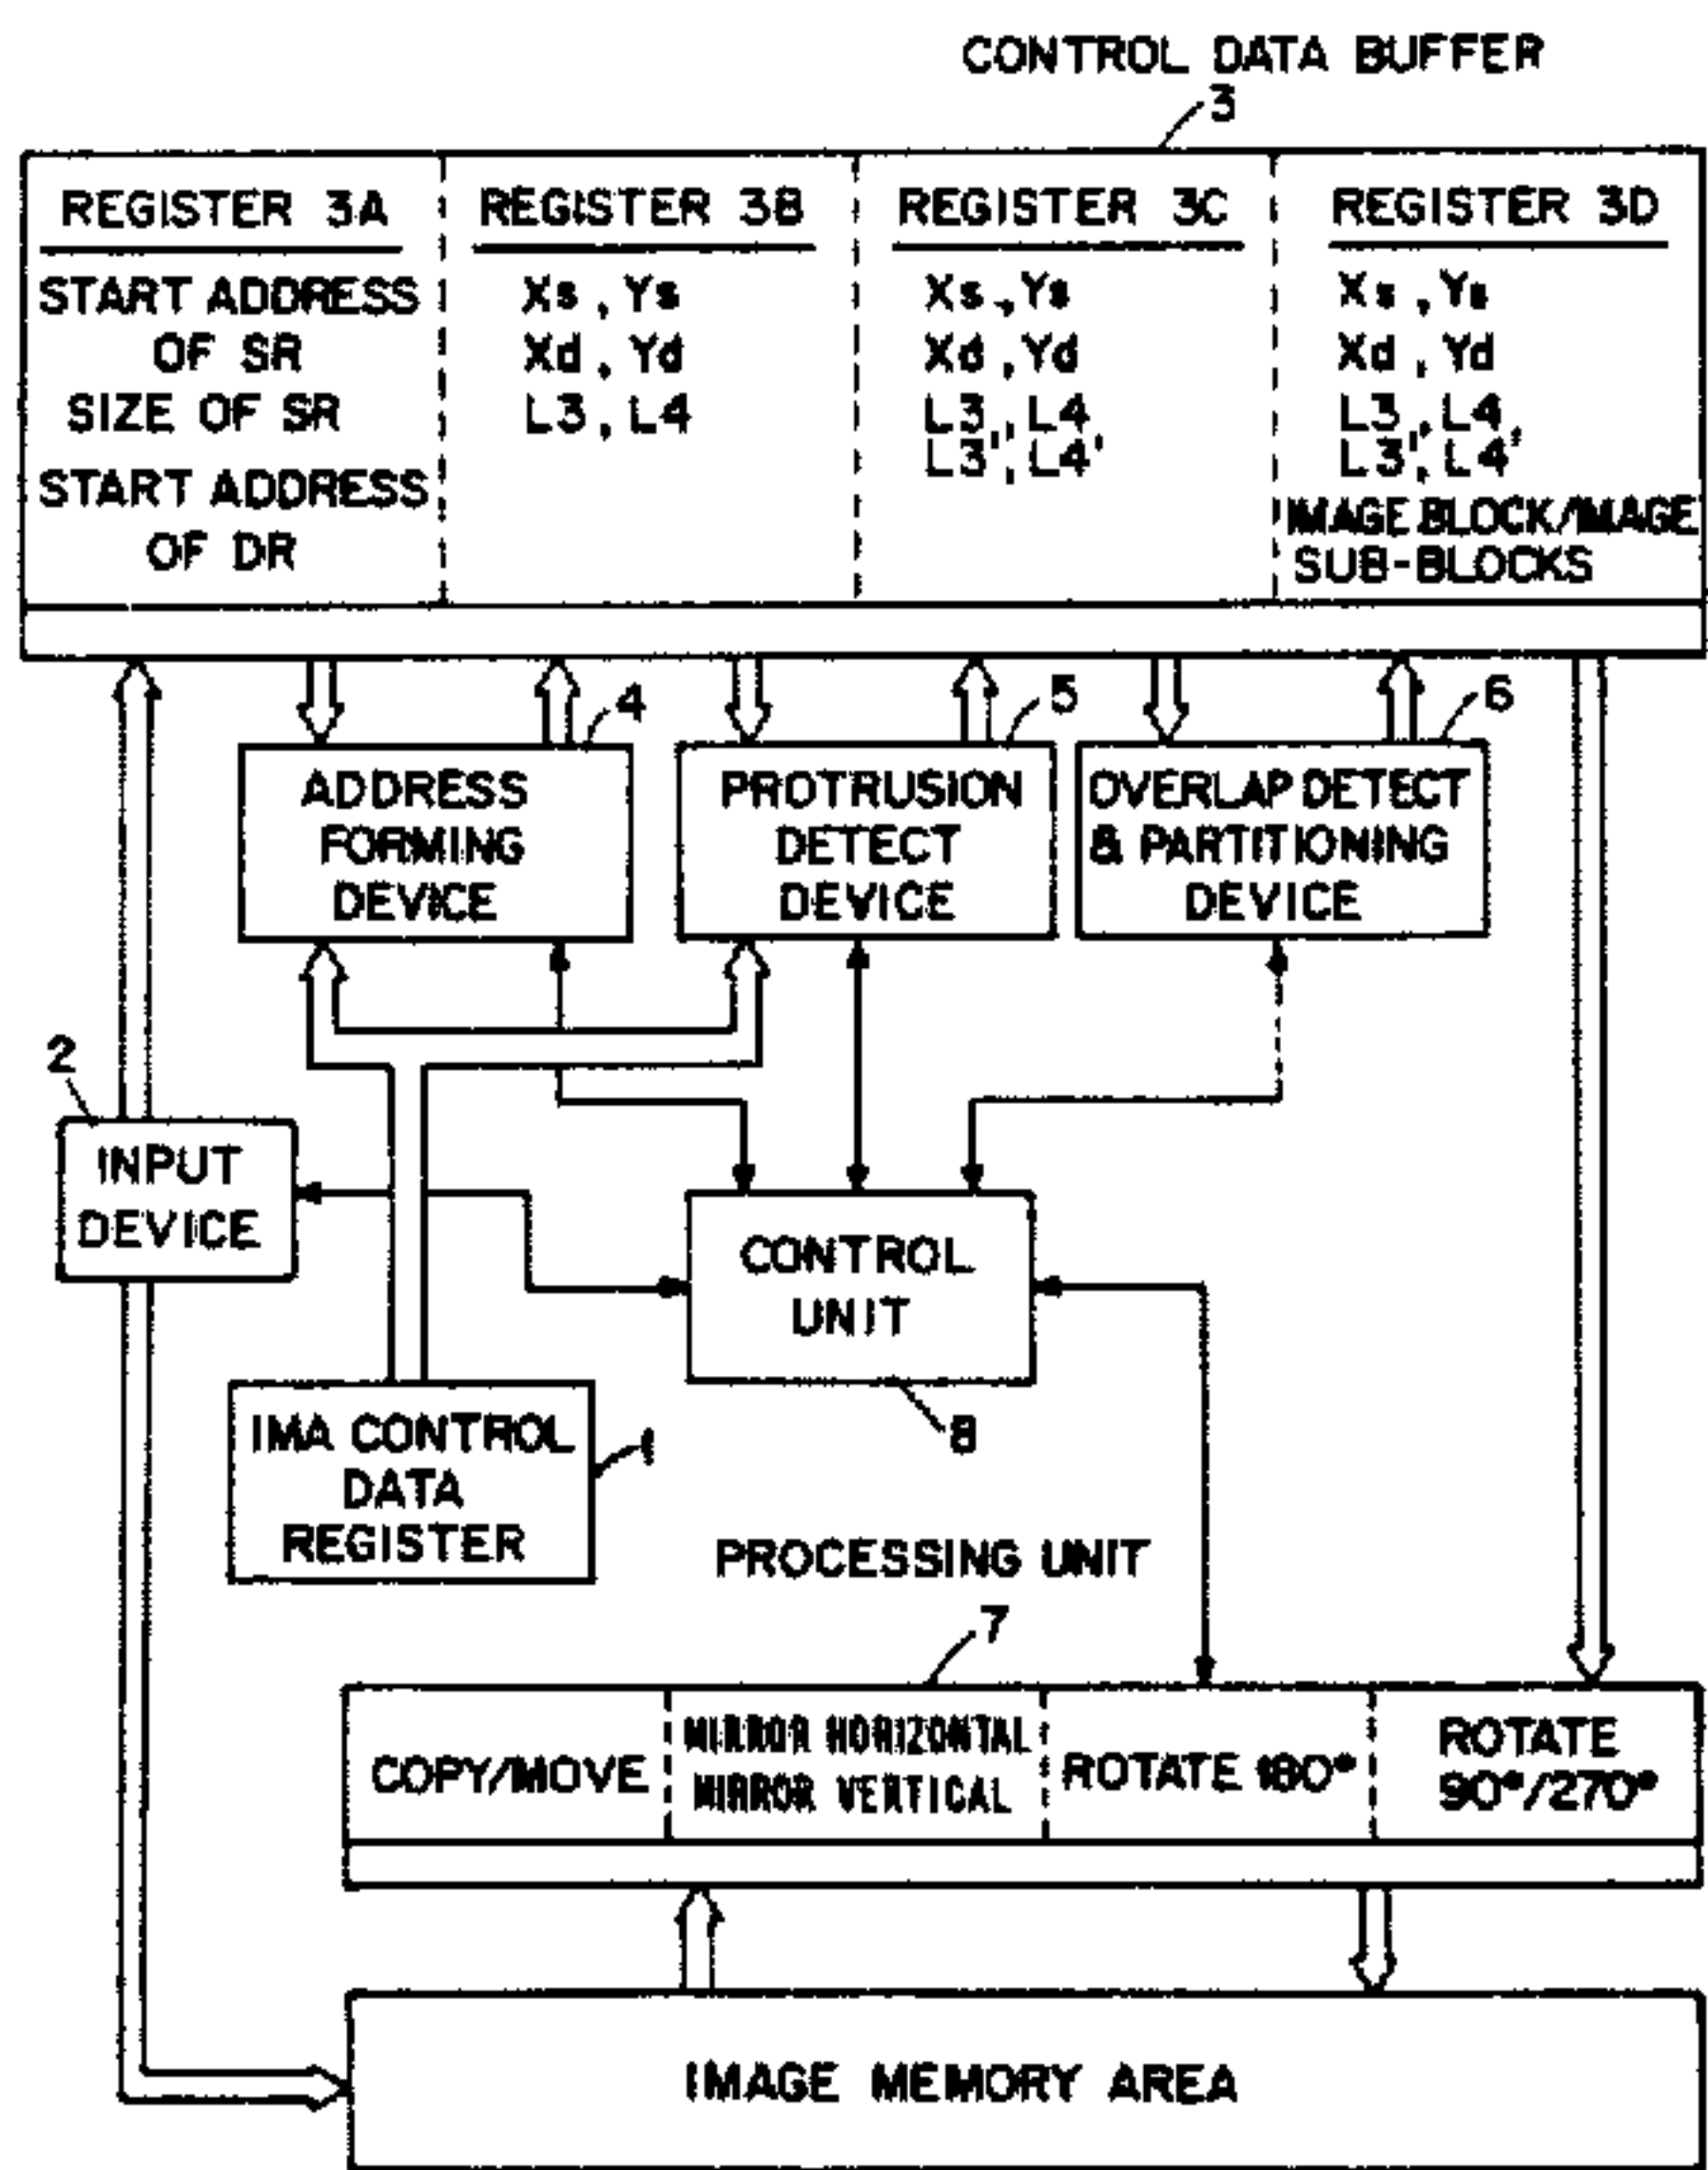 CONTROL DATA BUFFER
3
REGISTER 3A
START ADDRESS
OF SR
SIZE OF SR
START ADDRESS
OF DR
REGISTER 3B
Xs, Ys
Xd, Yd
L3, L4
REGISTER 3C
Xs, Ys
Xd, Yd
L3, L4
L3', L4'
REGISTER 3D
Xs, Ys
Xd, Yd
L3, L4
L3', L4'
IMAGE BLOCK/IMAGE
SUB-BLOCKS
4
ADDRESS
FORMING
DEVICE
5
PROTRUSION
DETECT
DEVICE
6
OVERLAP DETECT
& PARTITIONING
DEVICE
2
INPUT
DEVICE
CONTROL
UNIT
8
IMA CONTROL
DATA
REGISTER
1
PROCESSING UNIT
7
COPY/MOVE
MIRROR HORIZONTAL
MIRROR VERTICAL
ROTATE 180°
ROTATE
90°/270°
IMAGE MEMORY AREA